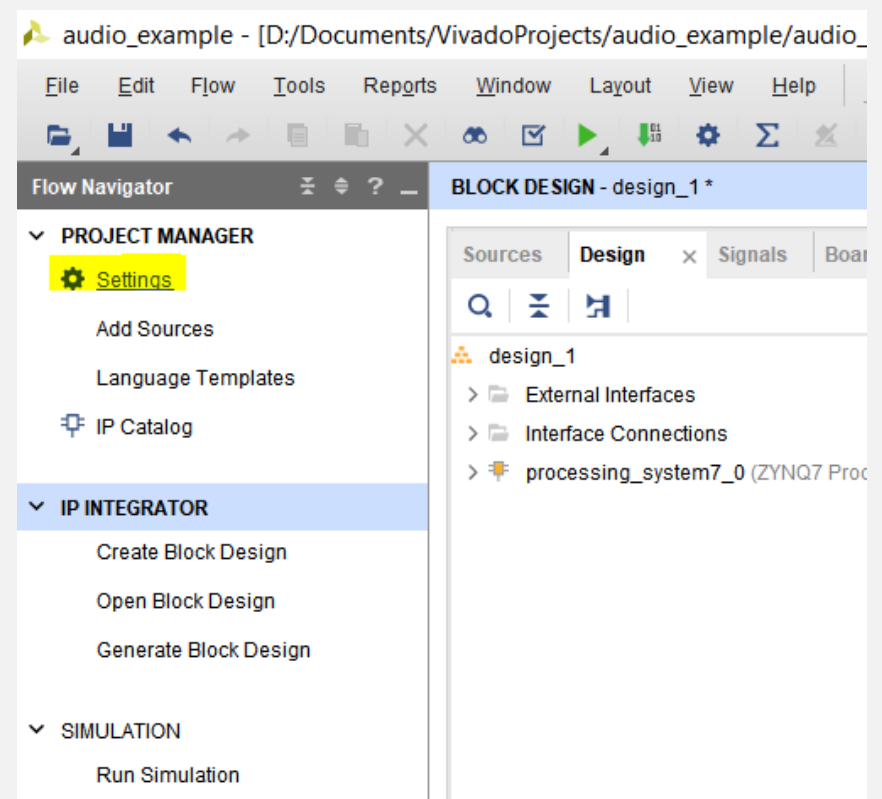 audio_example - [D:/Documents/VivadoProjects/audio_example/audio_
File Edit Flow Tools Reports Window Layout View Help
Flow Navigator
BLOCK DESIGN - design_1 *
PROJECT MANAGER
Settings
Add Sources
Language Templates
IP Catalog
IP INTEGRATOR
Create Block Design
Open Block Design
Generate Block Design
SIMULATION
Run Simulation
Sources Design Signals Boar
design_1
External Interfaces
Interface Connections
processing_system7_0 (ZYNQ7 Proc